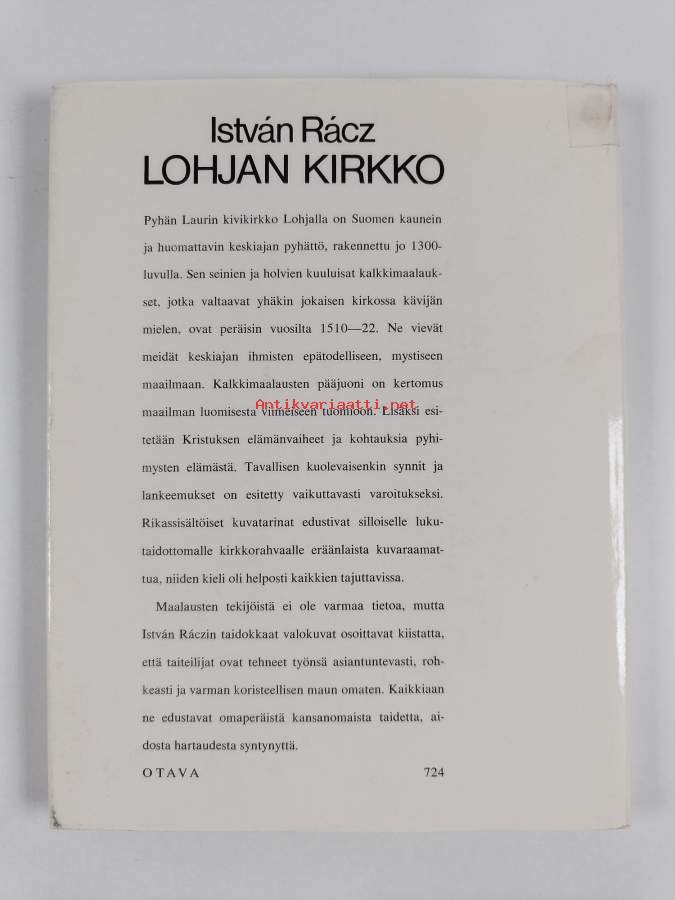 István Rácz
LOHJAN KIRKKO
Pyhän Laurin kivikirkko Lohjalla on Suomen kaunein
ja huomattavin keskiajan pyhättö, rakennettu jo 1300-
luvulla. Sen seinien ja holvien kuuluisat kalkkimaalauk-
set, jotka valtaavat yhäkin jokaisen kirkossa kävijän
mielen, ovat peräisin vuosilta 1510—22. Ne vievät
meidät keskiajan ihmisten epätodelliseen, mystiseen
maailmaan. Kalkkimaalausten pääjuoni on kertomus
Antikvariaatti.net
maailman luomisesta viimeiseen tuomioon. Lisäksi esi-
tetään Kristuksen elämänvaiheet ja kohtauksia pyhi-
mysten elämästä. Tavallisen kuolevaisenkin synnit ja
lankeemukset on esitetty vaikuttavasti varoitukseksi.
Rikassisältöiset kuvatarinat edustivat silloiselle luku-
taidottomalle kirkkorahvaalle eräänlaista kuvaraamat-
tua, niiden kieli oli helposti kaikkien tajuttavissa.
Maalausten tekijöistä ei ole varmaa tietoa, mutta
István Ráczin taidokkaat valokuvat osoittavat kiistatta,
että taiteilijat ovat tehneet työnsä asiantuntevasti, roh-
keasti ja varman koristeellisen maun omaten. Kaikkiaan
ne edustavat omaperäistä kansanomaista taidetta, ai-
dosta hartaudesta syntynyttä.
OTAVA 724